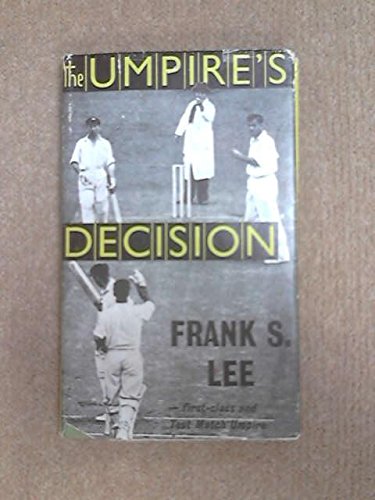 the UMPIRE'S
DECISION
FRANK S.
LEE
— first-class and
Test Match Umpire